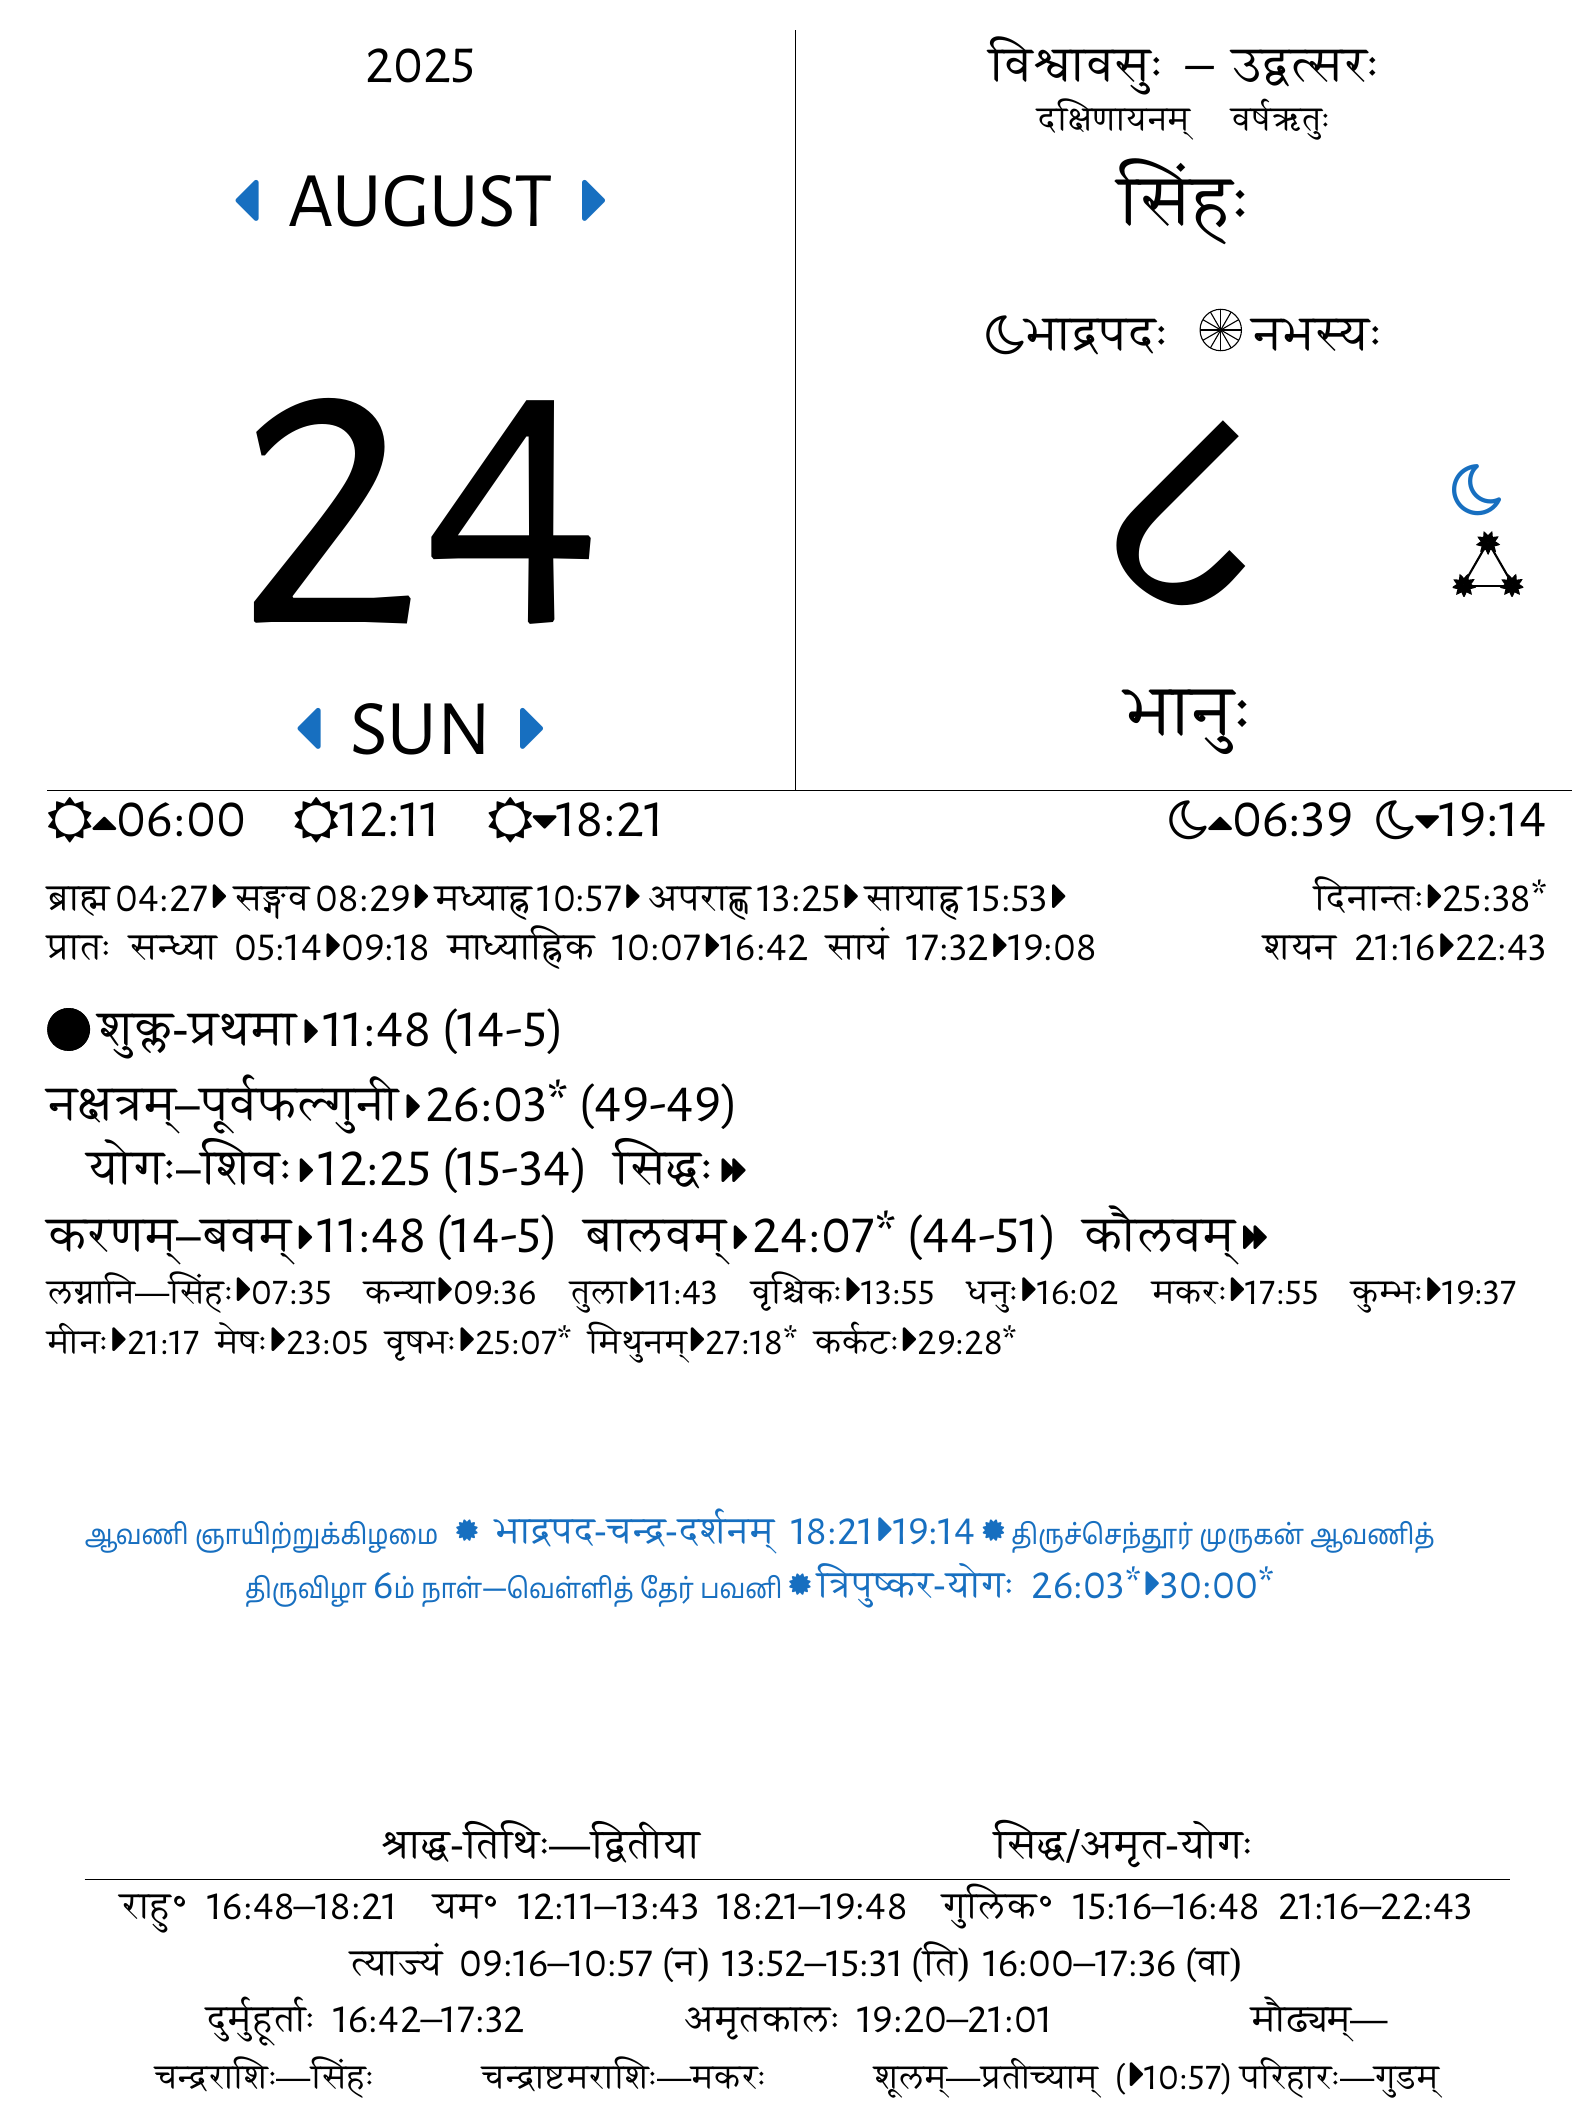 2025
AUGUST
24
SUN
विश्वावसुः – उद्वत्सरः
दक्षिणायनम् वर्षऋतुः
सिंहः
भाद्रपदः नभस्यः
८
भानुः
06:00 12:11 18:21 06:39 19:14
ब्राह्म 04:27 सङ्गव 08:29 मध्याह्न 10:57 अपराह्ण 13:25 सायाह्न 15:53 दिनान्तः 25:38*
प्रातः सन्ध्या 05:14 09:18 माध्याह्निक 10:07 16:42 सायं 17:32 19:08 शयन 21:16 22:43
शुक्ल-प्रथमा 11:48 (14-5)
नक्षत्रम्–पूर्वफल्गुनी 26:03* (49-49)
योगः–शिवः 12:25 (15-34) सिद्धः
करणम्–बवम् 11:48 (14-5) बालवम् 24:07* (44-51) कौलवम्
लग्नानि—सिंहः 07:35 कन्या 09:36 तुला 11:43 वृश्चिकः 13:55 धनुः 16:02 मकरः 17:55 कुम्भः 19:37
मीनः 21:17 मेषः 23:05 वृषभः 25:07* मिथुनम् 27:18* कर्कटः 29:28*
ஆவணி ஞாயிற்றுக்கிழமை भाद्रपद-चन्द्र-दर्शनम् 18:21 19:14 திருச்செந்தூர் முருகன் ஆவணித்
திருவிழா 6ம் நாள்—வெள்ளித் தேர் பவனி त्रिपुष्कर-योगः 26:03* 30:00*
श्राद्ध-तिथिः—द्वितीया सिद्ध/अमृत-योगः
राहु॰ 16:48–18:21 यम॰ 12:11–13:43 18:21–19:48 गुलिक॰ 15:16–16:48 21:16–22:43
त्याज्यं 09:16–10:57 (न) 13:52–15:31 (ति) 16:00–17:36 (वा)
दुर्मुहूर्ताः 16:42–17:32 अमृतकालः 19:20–21:01 मौढ्यम्—
चन्द्रराशिः—सिंहः चन्द्राष्टमराशिः—मकरः शूलम्—प्रतीच्याम् ( 10:57) परिहारः—गुडम्